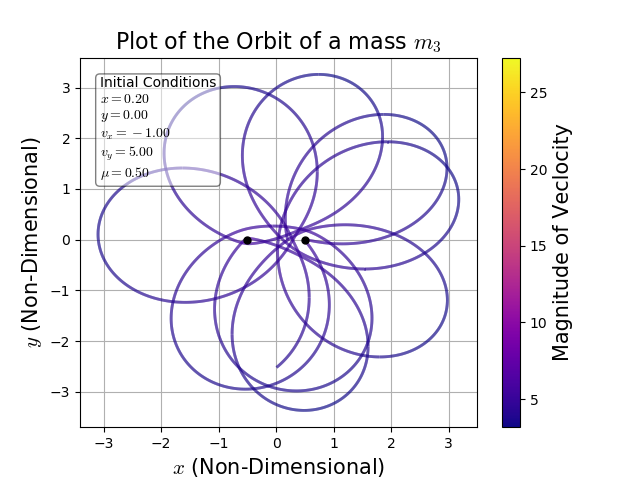 Plot of the Orbit of a mass m₃
Initial Conditions
x = 0.20
y = 0.00
vₓ = −1.00
v_y = 5.00
μ = 0.50
3
2
1
0
−1
−2
−3
y (Non-Dimensional)
−3 −2 −1 0 1 2 3
x (Non-Dimensional)
25
20
15
10
5
Magnitude of Veclocity